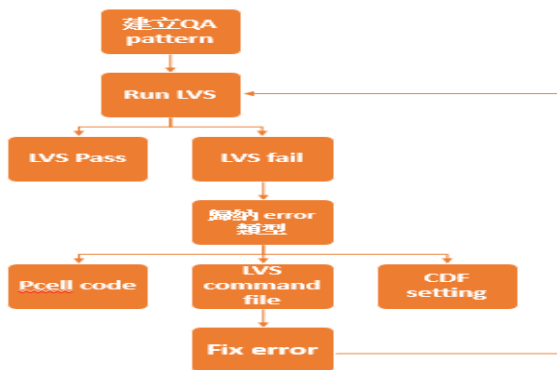 建立QA
pattern
Run LVS
LVS Pass
LVS fail
歸納 error
類型
Pcell code
LVS
command
file
CDF
setting
Fix error